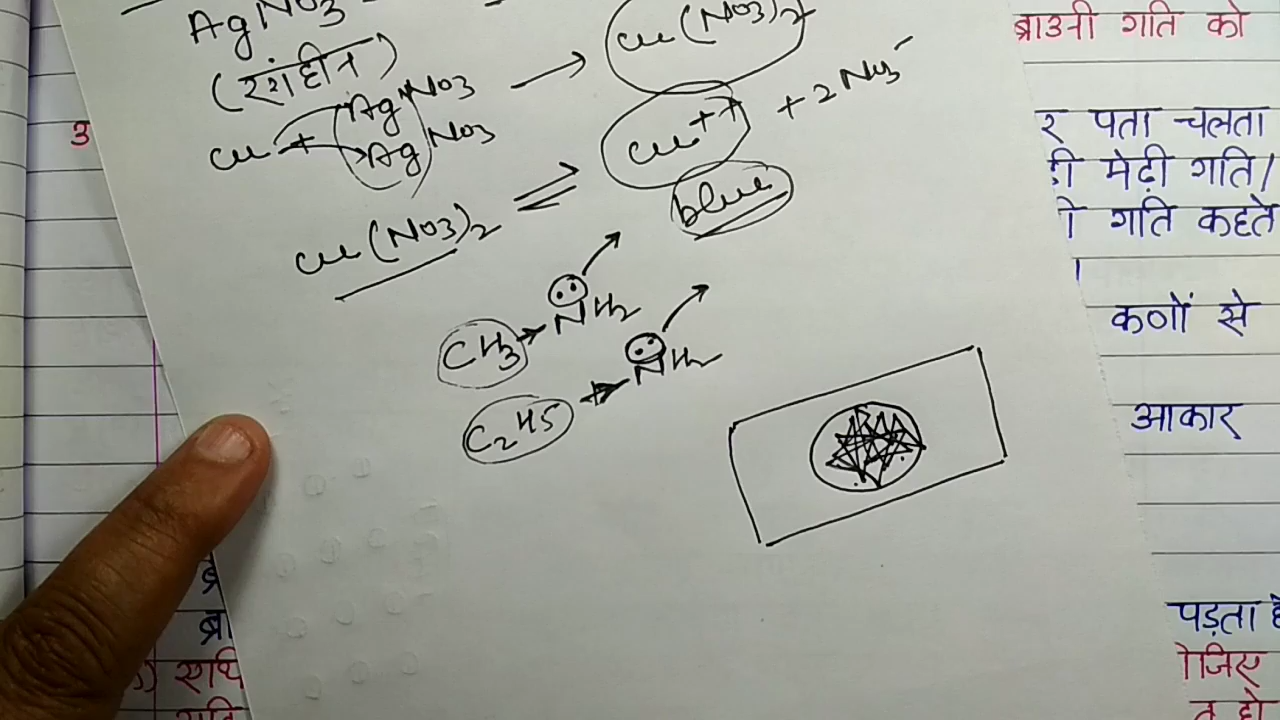 AgNO3
(रंगहीन)
Cu + AgNO3 → Cu(NO3)2
AgNO3
Cu(NO3)2 ⇌ Cu++ + 2NO3-
blue
CH3 → NH2
C2H5 → NH2
3
ब्राउनी गति को
र पता चलता
ी मेढ़ी गति।
ी गति कहते
।
कणों से
आकार
पड़ता है
ीजिए
त हो
ब्रा